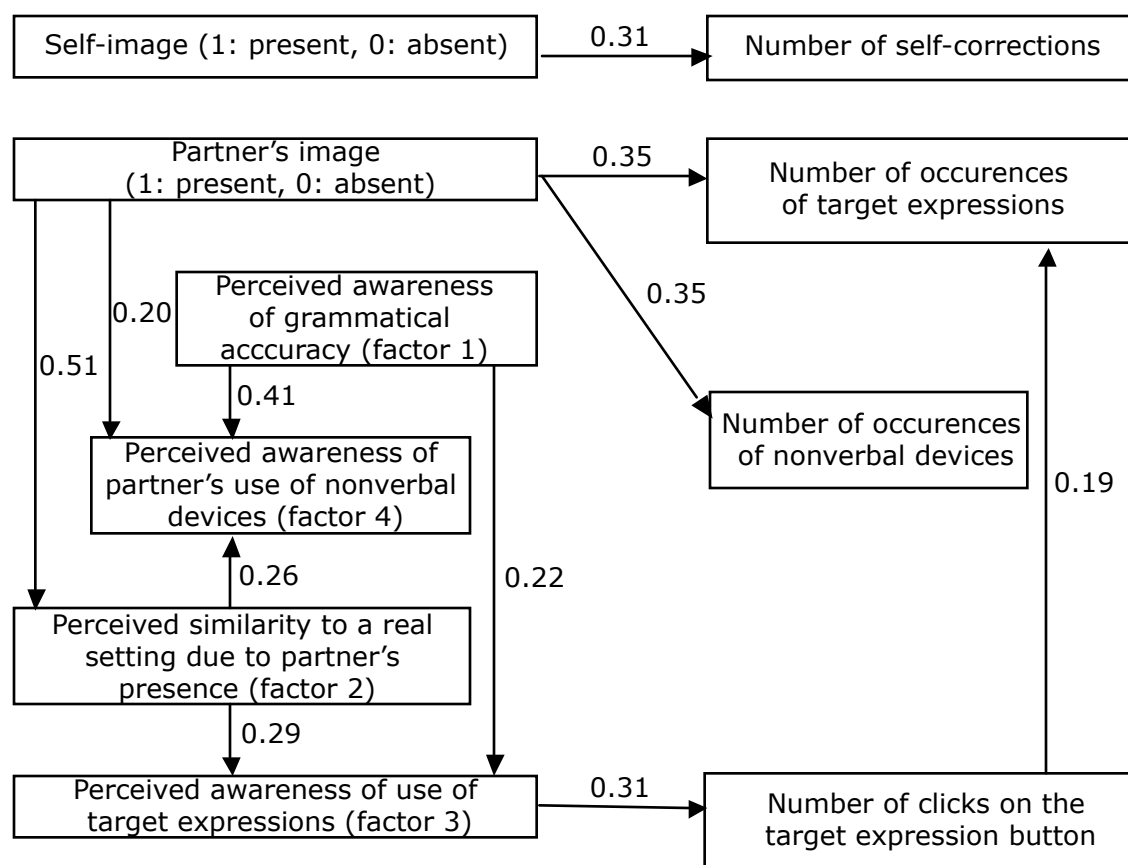 Self-image (1: present, 0: absent)
0.31
Number of self-corrections
Partner's image
(1: present, 0: absent)
0.35
Number of occurences
of target expressions
0.35
0.20
0.51
Perceived awareness
of grammatical
acccuracy (factor 1)
0.41
Number of occurences
of nonverbal devices
Perceived awareness of
partner's use of nonverbal
devices (factor 4)
0.19
0.26
0.22
Perceived similarity to a real
setting due to partner's
presence (factor 2)
0.29
Perceived awareness of use of
target expressions (factor 3)
0.31
Number of clicks on the
target expression button